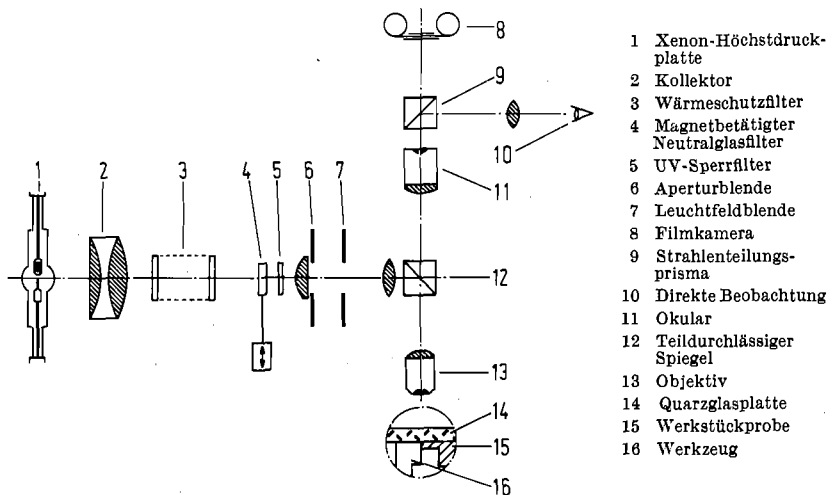 8
9
10
11
1
2
3
4
5
6
7
12
13
14
15
16
1 Xenon-Höchstdruck-
platte
2 Kollektor
3 Wärmeschutzfilter
4 Magnetbetätigter
Neutralglasfilter
5 UV-Sperrfilter
6 Aperturblende
7 Leuchtfeldblende
8 Filmkamera
9 Strahlenteilungs-
prisma
10 Direkte Beobachtung
11 Okular
12 Teildurchlässiger
Spiegel
13 Objektiv
14 Quarzglasplatte
15 Werkstückprobe
16 Werkzeug